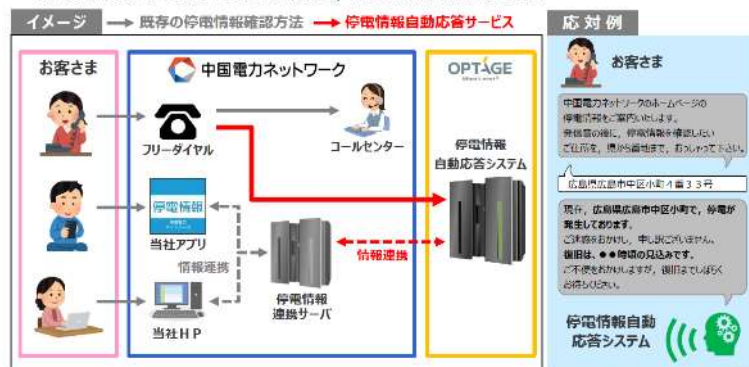 イメージ
→ 既存の停電情報確認方法 → 停電情報自動応答サービス
お客さま
中国電力ネットワーク
フリーダイヤル
コールセンター
停電情報
当社アプリ
情報連携
当社HP
停電情報
連携サーバ
情報連携
OPTAGE
停電情報
自動応答システム
応対例
お客さま
中国電力ネットワークのホームページの
停電情報をご案内いたします。
発信音の後に、停電情報を確認したい
ご住所を、県から番地まで、おっしゃって下さい。
広島県広島市中区小町4番33号
現在，広島県広島市中区小町で，停電が
発生しております。
ご迷惑をおかけし、申し訳ございません。
復旧は、●●時頃の見込みです。
ご不便をおかけしますが、復旧までしばらく
お待ちください。
停電情報自動
応答システム